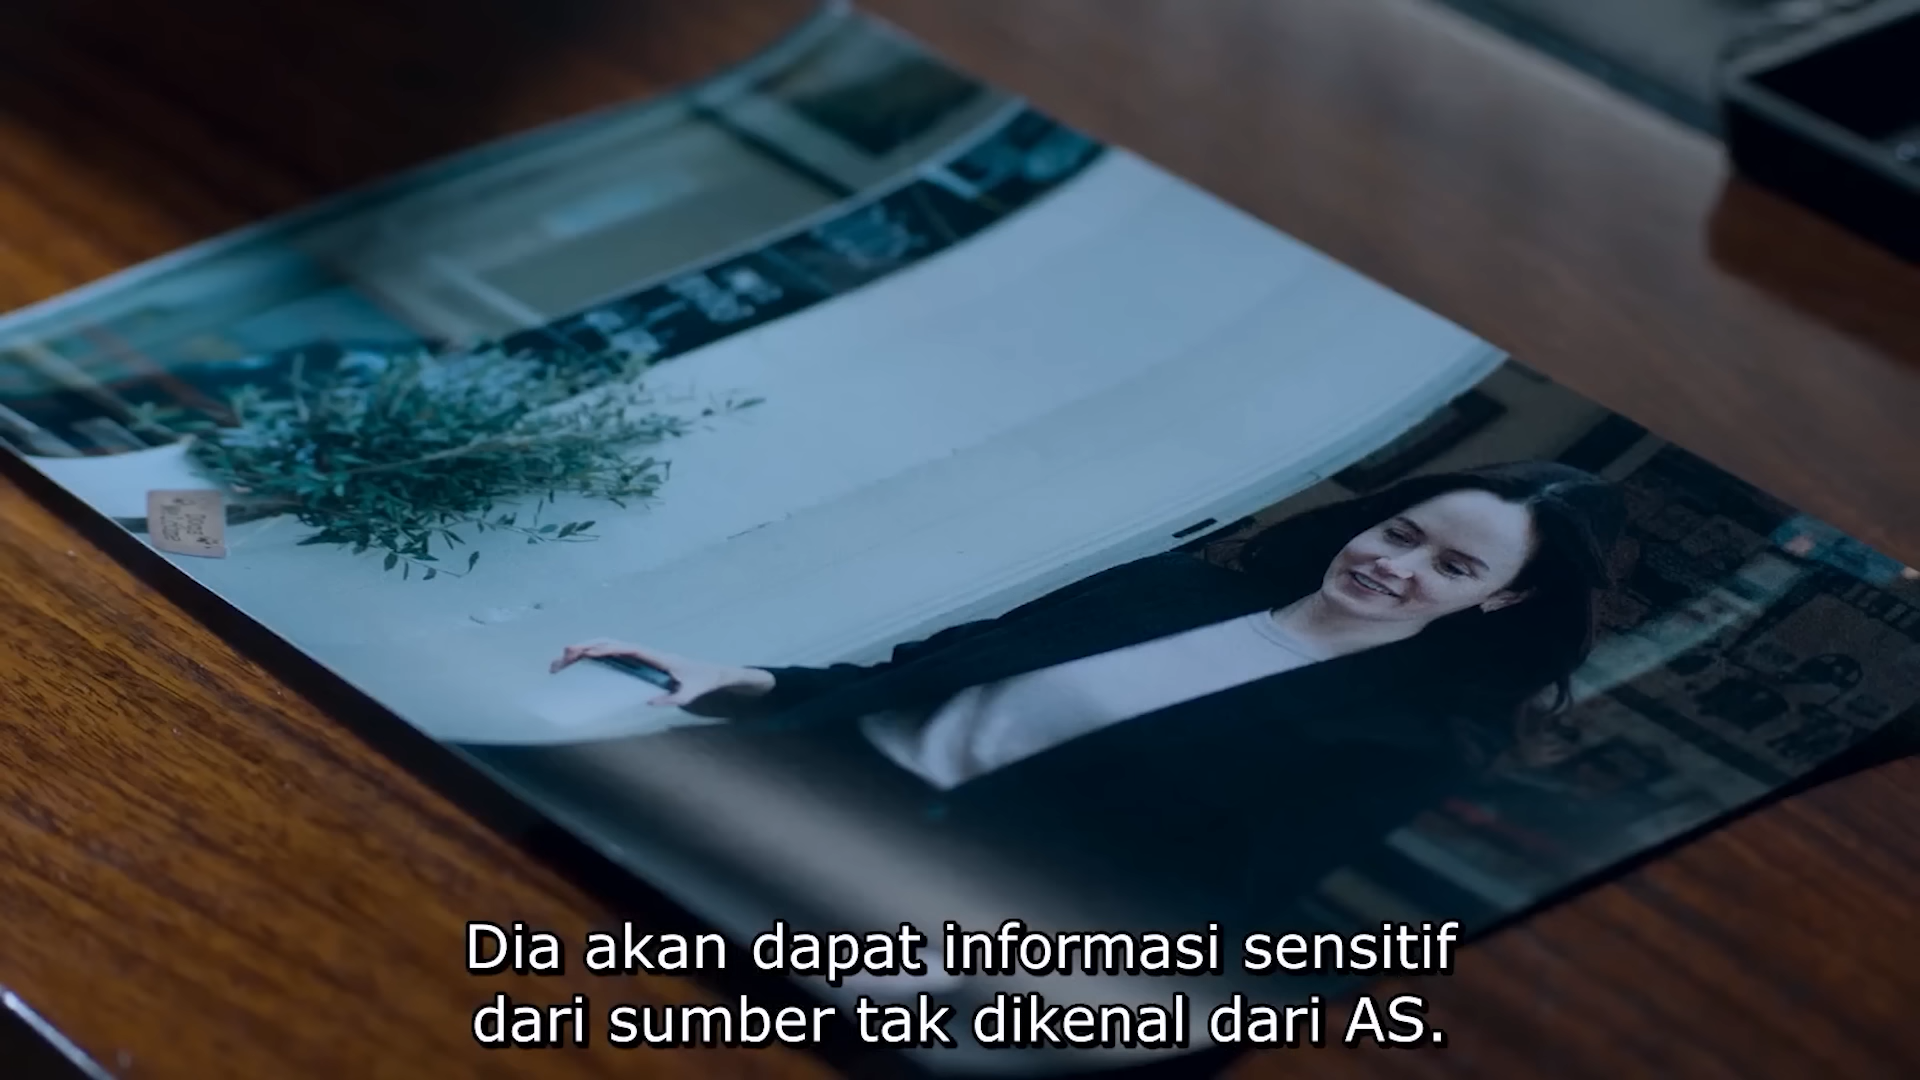 Dia akan dapat informasi sensitif
dari sumber tak dikenal dari AS.